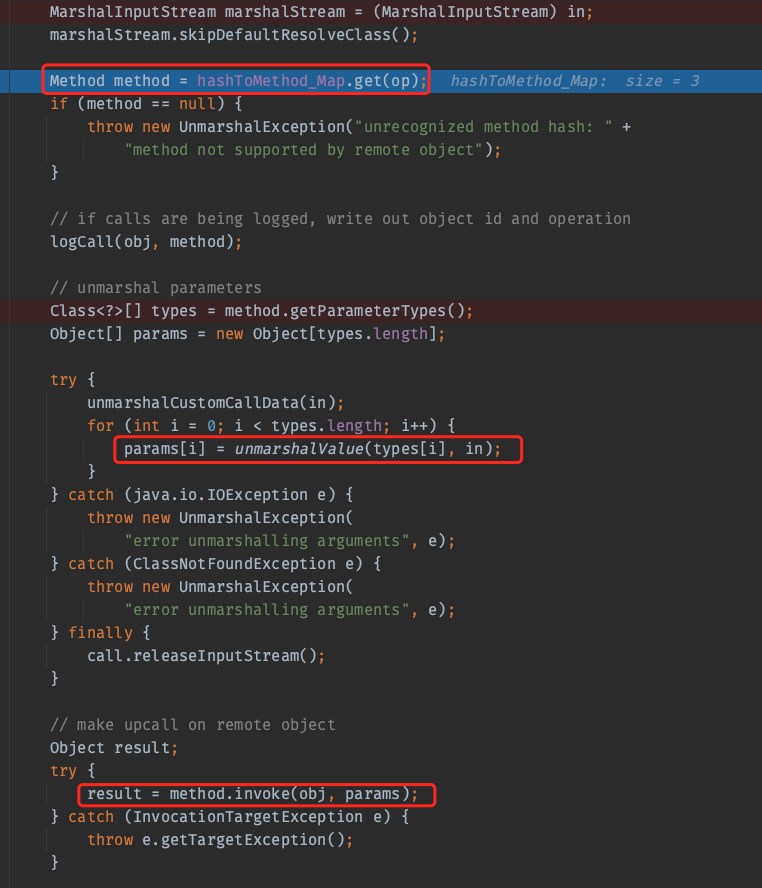 MarshalInputStream marshalStream = (MarshalInputStream) in;
marshalStream.skipDefaultResolveClass();
Method method = hashToMethod_Map.get(op); hashToMethod_Map: size = 3
if (method == null) {
throw new UnmarshalException("unrecognized method hash: " +
"method not supported by remote object");
}
// if calls are being logged, write out object id and operation
logCall(obj, method);
// unmarshal parameters
Class<?>[] types = method.getParameterTypes();
Object[] params = new Object[types.length];
try {
unmarshalCustomCallData(in);
for (int i = 0; i < types.length; i++) {
params[i] = unmarshalValue(types[i], in);
}
} catch (java.io.IOException e) {
throw new UnmarshalException(
"error unmarshalling arguments", e);
} catch (ClassNotFoundException e) {
throw new UnmarshalException(
"error unmarshalling arguments", e);
} finally {
call.releaseInputStream();
}
// make upcall on remote object
Object result;
try {
result = method.invoke(obj, params);
} catch (InvocationTargetException e) {
throw e.getTargetException();
}